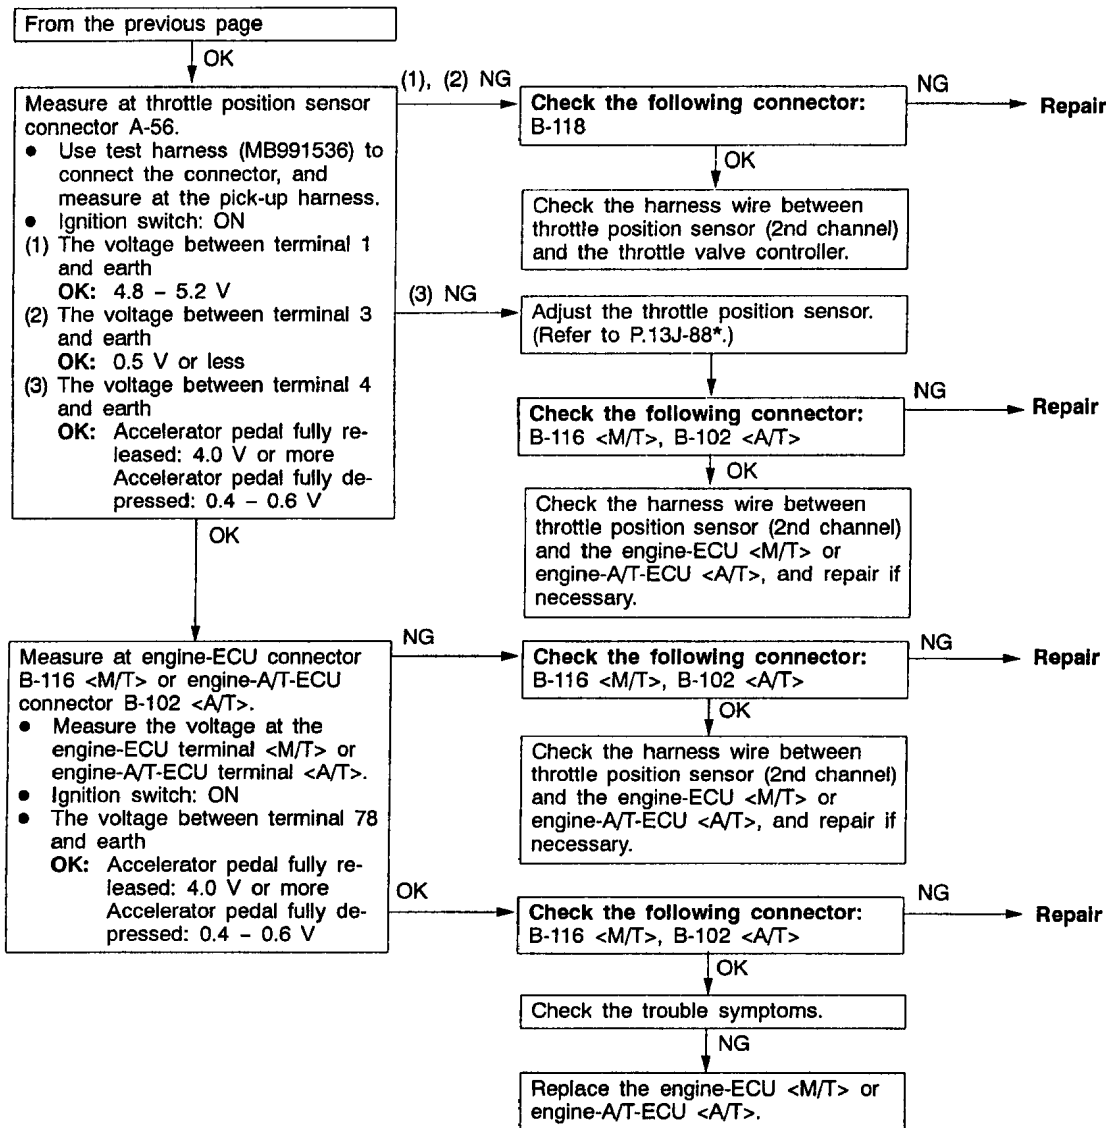 From the previous page
OK
Measure at throttle position sensor
connector A-56.
● Use test harness (MB991536) to
connect the connector, and
measure at the pick-up harness.
● Ignition switch: ON
(1) The voltage between terminal 1
and earth
OK: 4.8 – 5.2 V
(2) The voltage between terminal 3
and earth
OK: 0.5 V or less
(3) The voltage between terminal 4
and earth
OK: Accelerator pedal fully re-
leased: 4.0 V or more
Accelerator pedal fully de-
pressed: 0.4 – 0.6 V
(1), (2) NG
Check the following connector:
B-118
NG
Repair
OK
Check the harness wire between
throttle position sensor (2nd channel)
and the throttle valve controller.
(3) NG
Adjust the throttle position sensor.
(Refer to P.13J-88*.)
Check the following connector:
B-116 <M/T>, B-102 <A/T>
NG
Repair
OK
Check the harness wire between
throttle position sensor (2nd channel)
and the engine-ECU <M/T> or
engine-A/T-ECU <A/T>, and repair if
necessary.
OK
Measure at engine-ECU connector
B-116 <M/T> or engine-A/T-ECU
connector B-102 <A/T>.
● Measure the voltage at the
engine-ECU terminal <M/T> or
engine-A/T-ECU terminal <A/T>.
● Ignition switch: ON
● The voltage between terminal 78
and earth
OK: Accelerator pedal fully re-
leased: 4.0 V or more
Accelerator pedal fully de-
pressed: 0.4 – 0.6 V
NG
Check the following connector:
B-116 <M/T>, B-102 <A/T>
NG
Repair
OK
Check the harness wire between
throttle position sensor (2nd channel)
and the engine-ECU <M/T> or
engine-A/T-ECU <A/T>, and repair if
necessary.
OK
Check the following connector:
B-116 <M/T>, B-102 <A/T>
NG
Repair
OK
Check the trouble symptoms.
NG
Replace the engine-ECU <M/T> or
engine-A/T-ECU <A/T>.